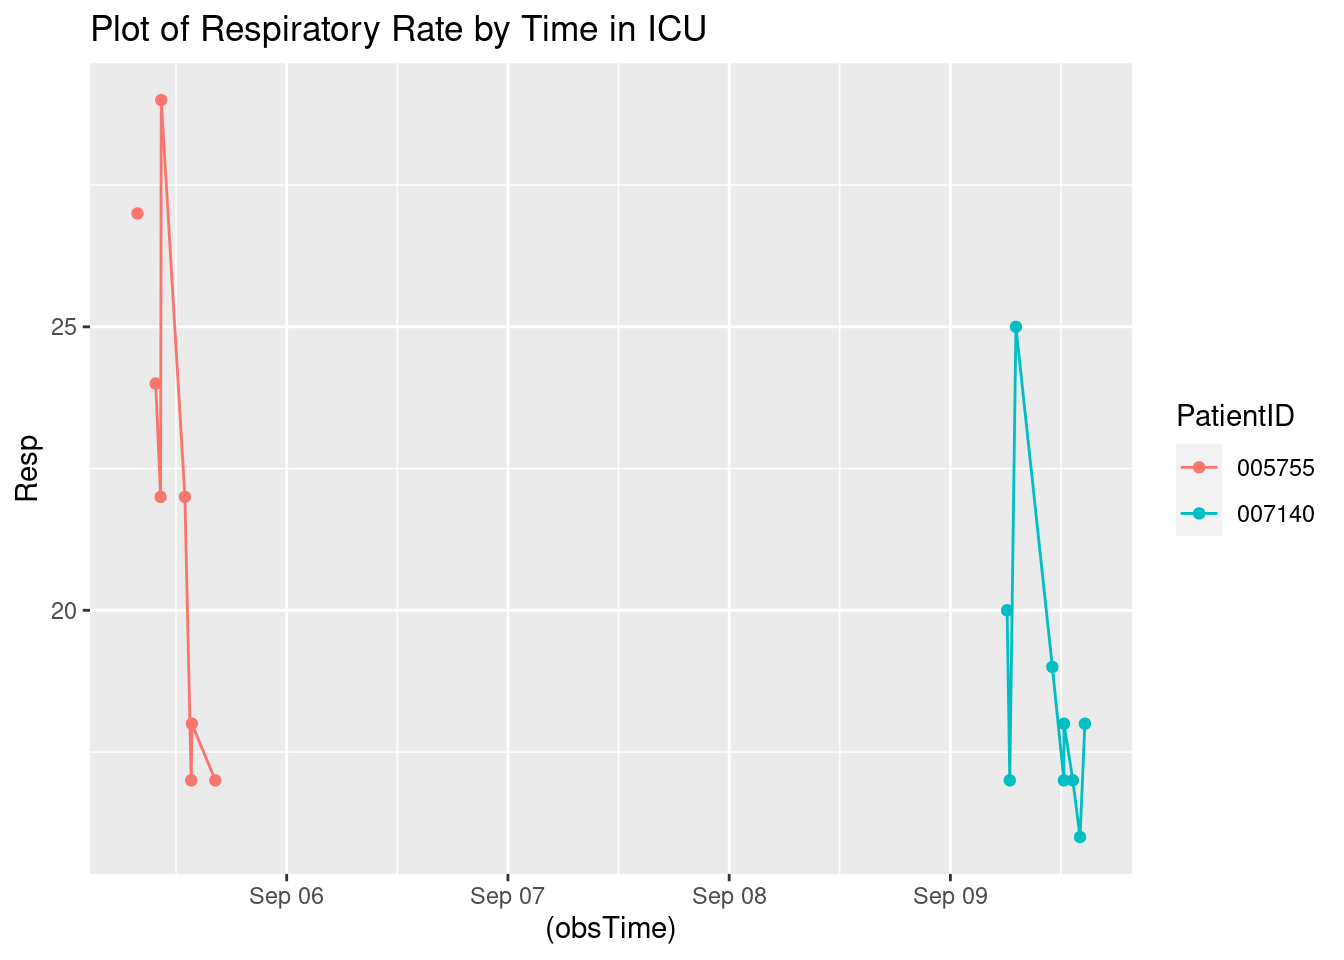 Plot of Respiratory Rate by Time in ICU
Resp
25
20
Sep 06
Sep 07
Sep 08
Sep 09
(obsTime)
PatientID
005755
007140